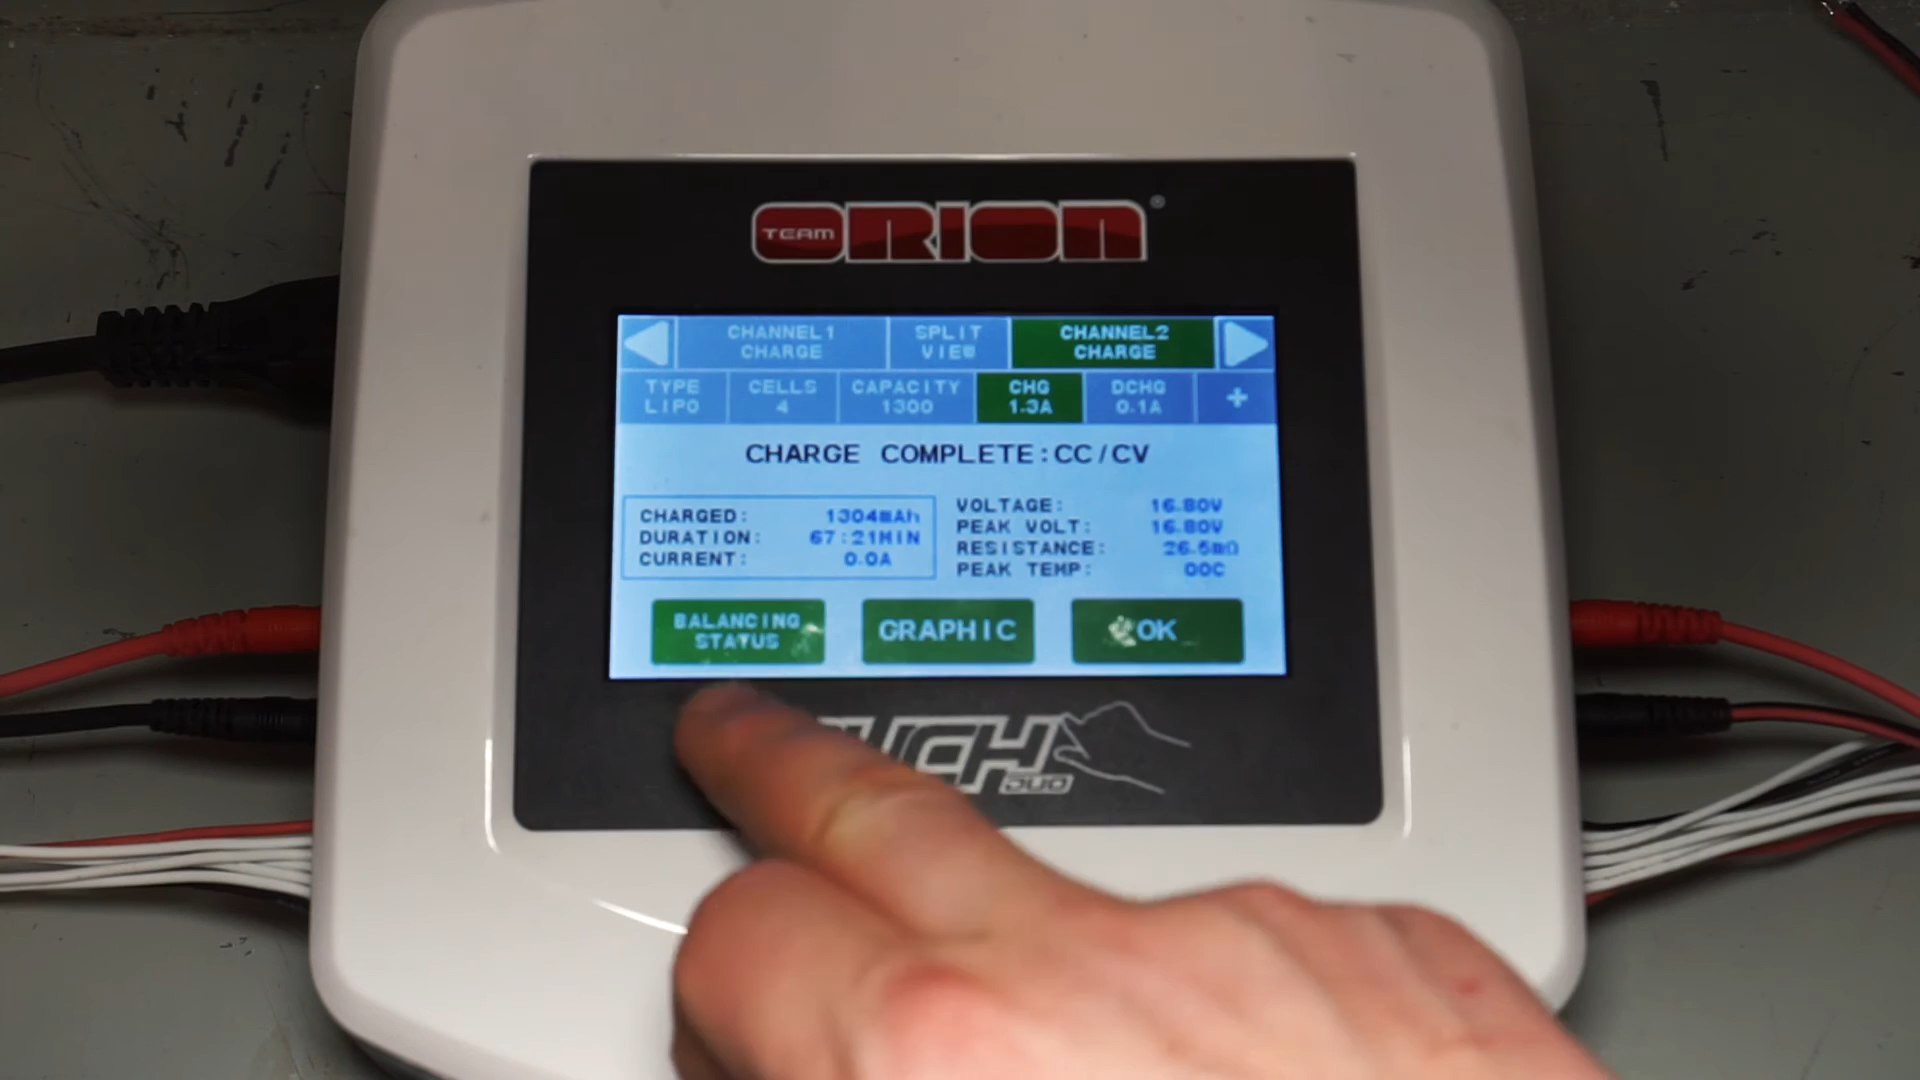 TEAM ORION®
CHANNEL1 CHARGE
SPLIT VIEW
CHANNEL2 CHARGE
TYPE LIPO
CELLS 4
CAPACITY 1300
CHG 1.3A
DCHG 0.1A
+
CHARGE COMPLETE:CC/CV
CHARGED: 1304mAh
DURATION: 67:21MIN
CURRENT: 0.0A
VOLTAGE: 16.80V
PEAK VOLT: 16.80V
RESISTANCE: 26.5mΩ
PEAK TEMP: 00C
BALANCING STATUS
GRAPHIC
OK
UCH
DUO